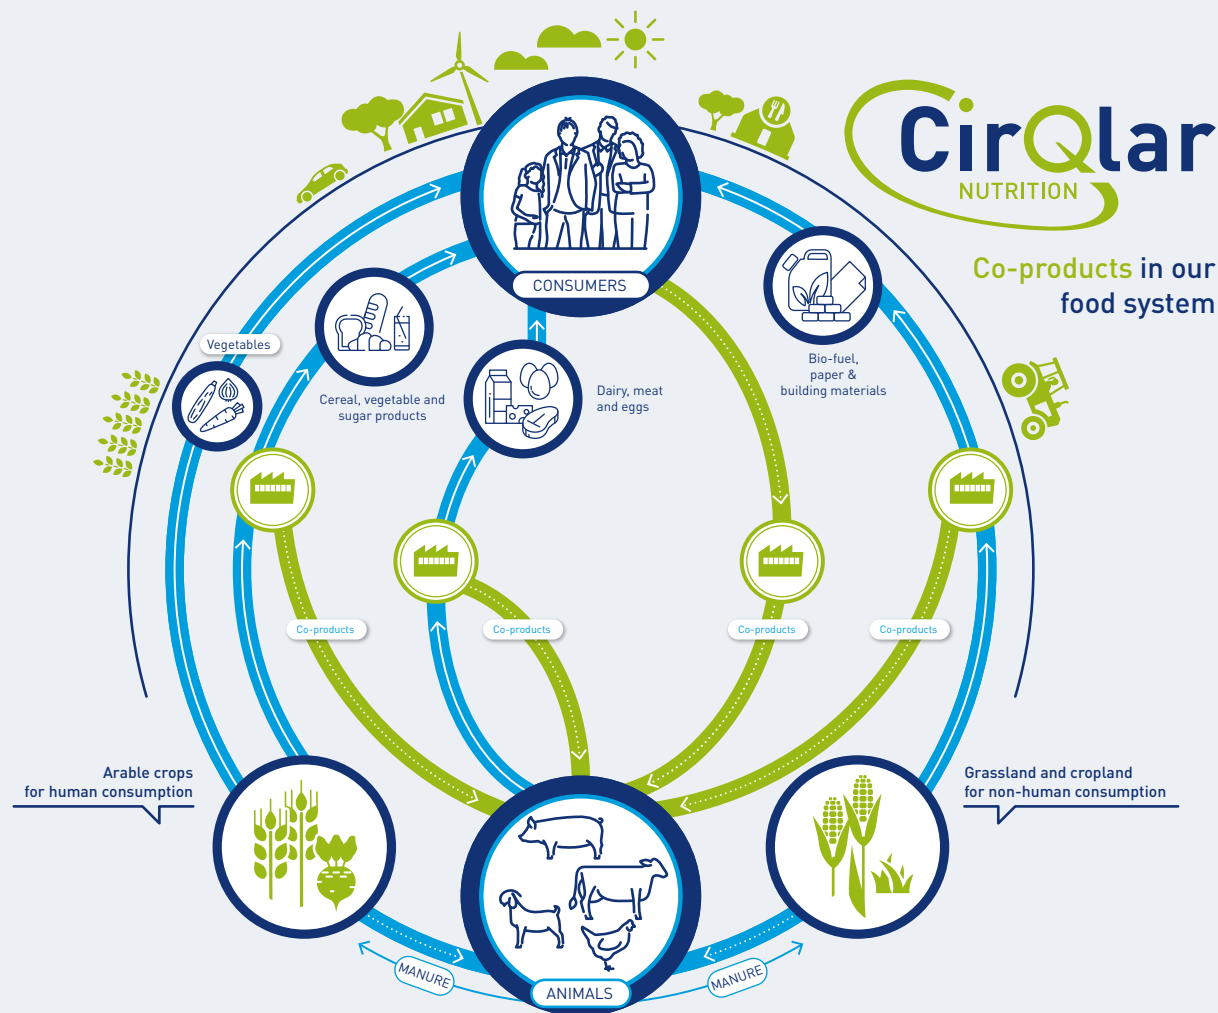 CirQlar
NUTRITION
Co-products in our
food system
CONSUMERS
Vegetables
Cereal, vegetable and
sugar products
Dairy, meat
and eggs
Bio-fuel,
paper &
building materials
Co-products
Co-products
Co-products
Co-products
Arable crops
for human consumption
Grassland and cropland
for non-human consumption
MANURE
ANIMALS
MANURE